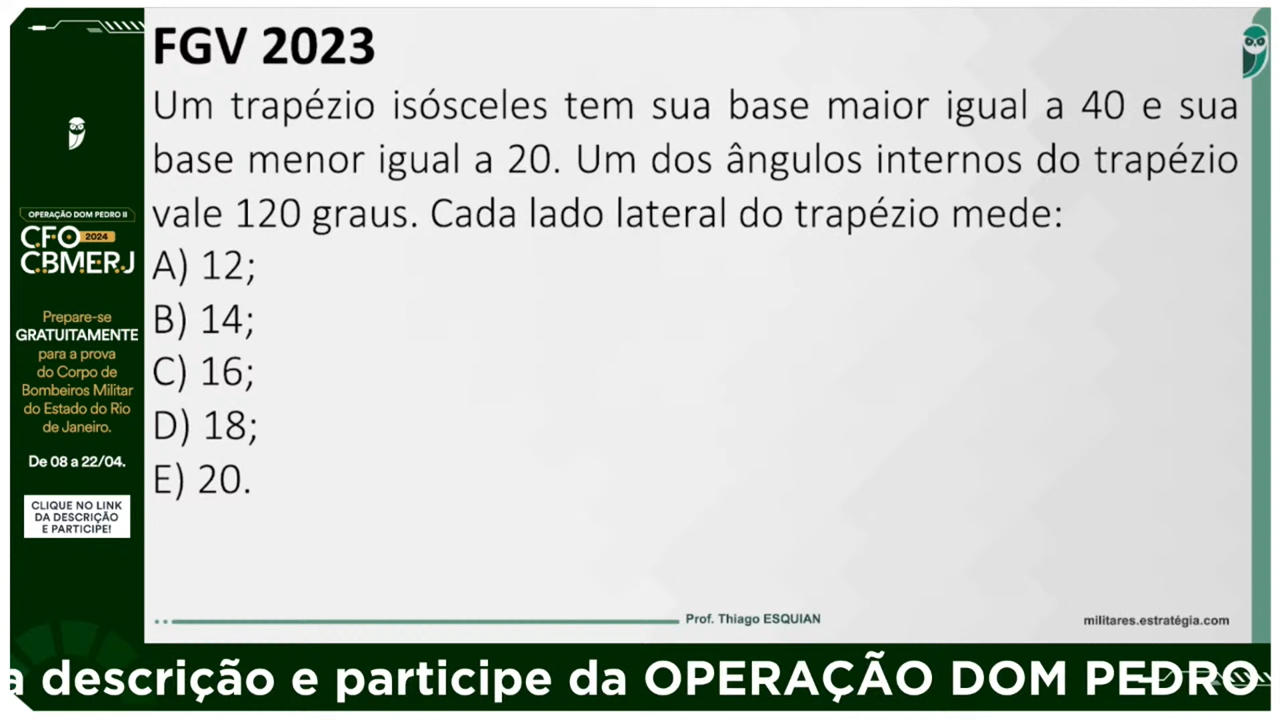 FGV 2023
Um trapézio isósceles tem sua base maior igual a 40 e sua
base menor igual a 20. Um dos ângulos internos do trapézio
vale 120 graus. Cada lado lateral do trapézio mede:
A) 12;
B) 14;
C) 16;
D) 18;
E) 20.
OPERAÇÃO DOM PEDRO II
CFO 2024
CBMERJ
Prepare-se
GRATUITAMENTE
para a prova
do Corpo de
Bombeiros Militar
do Estado do Rio
de Janeiro.
De 08 a 22/04.
CLIQUE NO LINK
DA DESCRIÇÃO
E PARTICIPE!
Prof. Thiago ESQUIAN
militares.estratégia.com
a descrição e participe da OPERAÇÃO DOM PEDRO